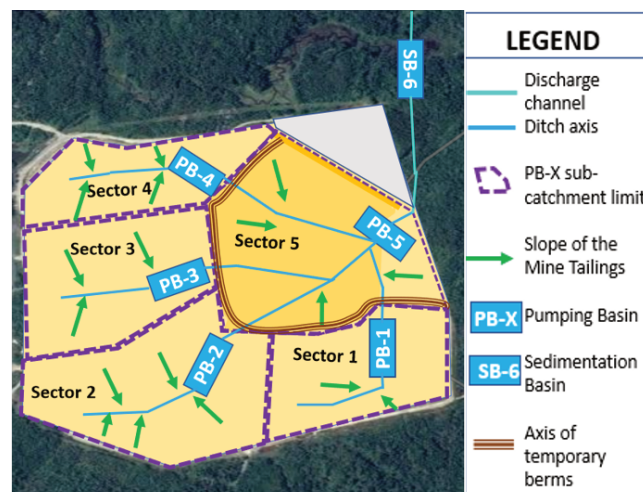 SB-6
PB-4
Sector 4
Sector 3
Sector 5
PB-5
PB-3
PB-2
Sector 1
PB-1
Sector 2
LEGEND
Discharge
channel
Ditch axis
PB-X sub-
catchment limit
Slope of the
Mine Tailings
PB-X
Pumping Basin
SB-6
Sedimentation
Basin
Axis of
temporary
berms